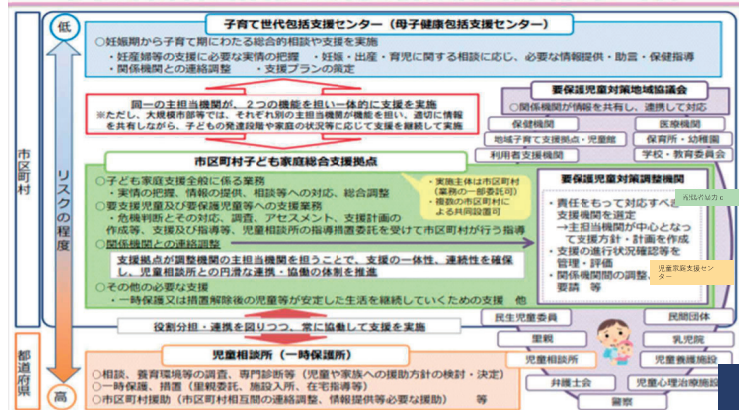 低
子育て世代包括支援センター（母子健康包括支援センター）
○妊娠期から子育て期にわたる総合的相談や支援を実施
・妊産婦等の支援に必要な実情の把握　・妊娠・出産・育児に関する相談に応じ、必要な情報提供・助言・保健指導
・関係機関との連絡調整　・支援プランの策定
同一の主担当機関が、２つの機能を担い一体的に支援を実施
※ただし、大規模市部等では、それぞれ別の主担当機関が機能を担い、適切に情報
を共有しながら、子どもの発達段階や家庭の状況等に応じて支援を継続して実施
要保護児童対策地域協議会
○関係機関が情報を共有し、連携して対応
保健機関
医療機関
地域子育て支援拠点・児童館
保育所・幼稚園
利用者支援機関
学校・教育委員会
市区町村
リスクの程度
市区町村子ども家庭総合支援拠点
○子ども家庭支援全般に係る業務
・実情の把握、情報の提供、相談等への対応、総合調整
○要支援児童及び要保護児童等への支援業務
・危機判断とその対応、調査、アセスメント、支援計画の
作成等、支援及び指導等、児童相談所の指導措置委託を受けて市区町村が行う指導
○関係機関との連絡調整
支援拠点が調整機関の主担当機関を担うことで、支援の一体性、連続性を確保
し、児童相談所との円滑な連携・協働の体制を推進
○その他の必要な支援
・一時保護又は措置解除後の児童等が安定した生活を継続していくための支援　他
・実施主体は市区町村
（業務の一部委託可）
・複数の市区町村に
よる共同設置可
要保護児童対策調整機関
・責任をもって対応すべき
支援機関を選定
→主担当機関が中心となっ
て支援方針・計画を作成
・支援の進行状況確認等を
管理・評価
・関係機関間の調整、
要請　等
児童家庭支援セン
ター
役割分担・連携を図りつつ、常に協働して支援を実施
民生児童委員
民間団体
里親
乳児院
児童相談所
児童養護施設
弁護士会
児童心理治療施設
警察
都道府県
高
児童相談所（一時保護所）
○相談、養育環境等の調査、専門診断等（児童や家族への援助方針の検討・決定）
○一時保護、措置（里親委託、施設入所、在宅指導等）
○市区町村援助（市区町村相互間の連絡調整、情報提供等必要な援助）　等